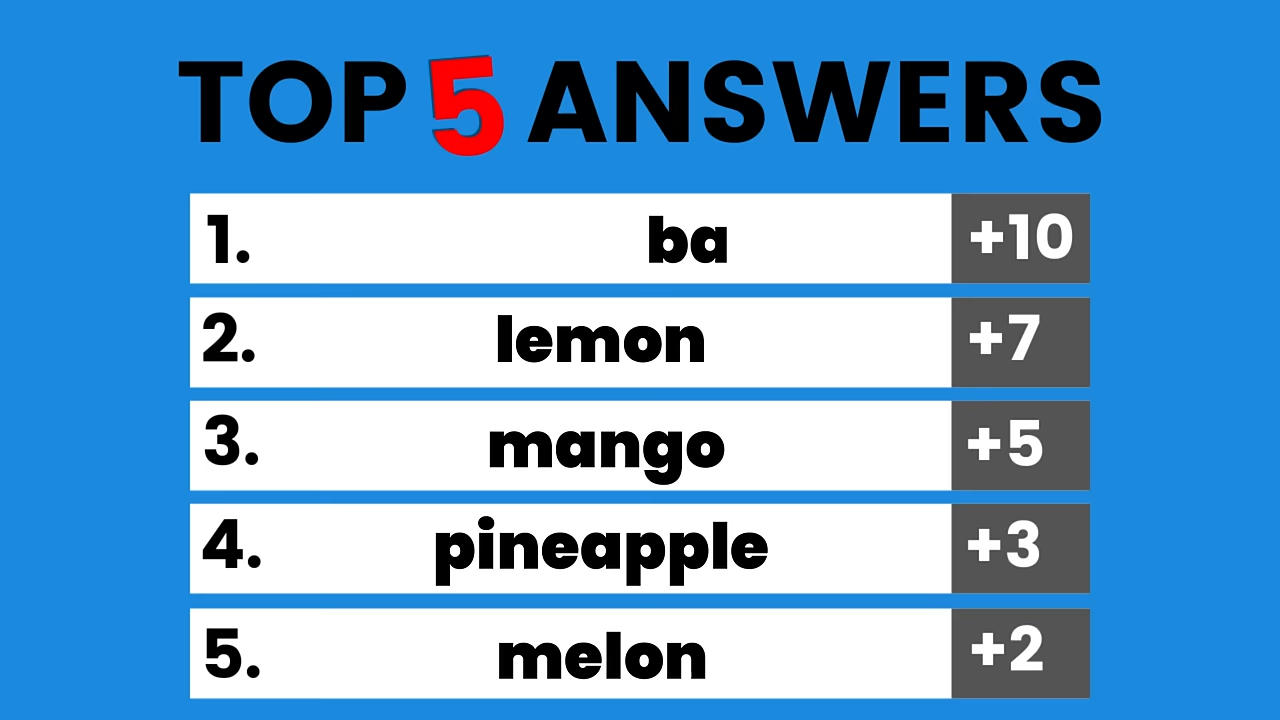 TOP 5 ANSWERS
1. ba +10
2. lemon +7
3. mango +5
4. pineapple +3
5. melon +2